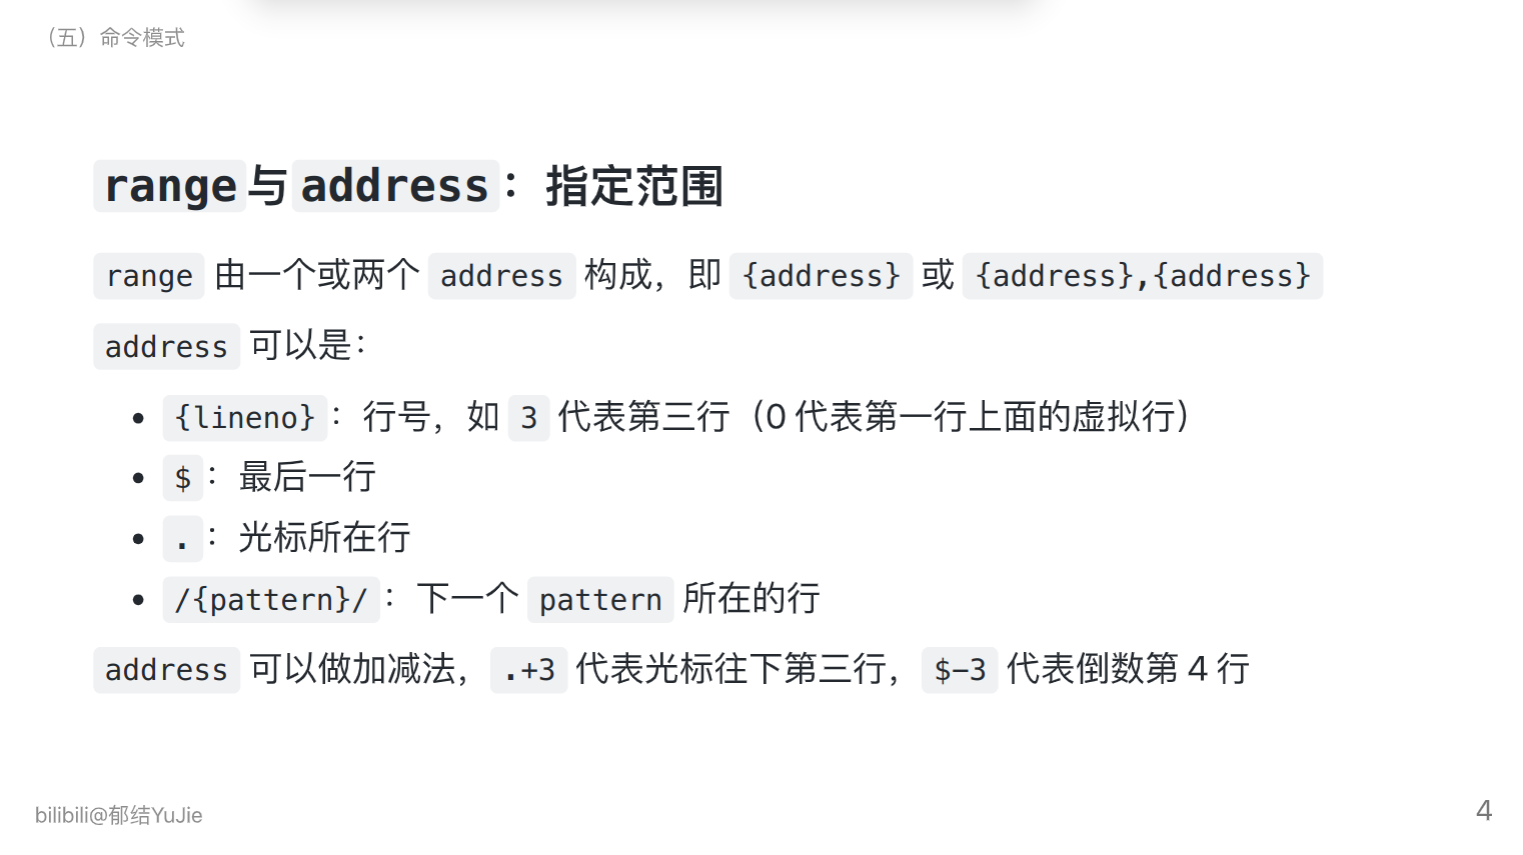 （五）命令模式
range与address：指定范围
range 由一个或两个 address 构成，即 {address} 或 {address},{address}
address 可以是：
• {lineno}：行号，如 3 代表第三行（0 代表第一行上面的虚拟行）
• $：最后一行
• .：光标所在行
• /{pattern}/：下一个 pattern 所在的行
address 可以做加减法，.+3 代表光标往下第三行，$-3 代表倒数第 4 行
bilibili@郁结YuJie
4